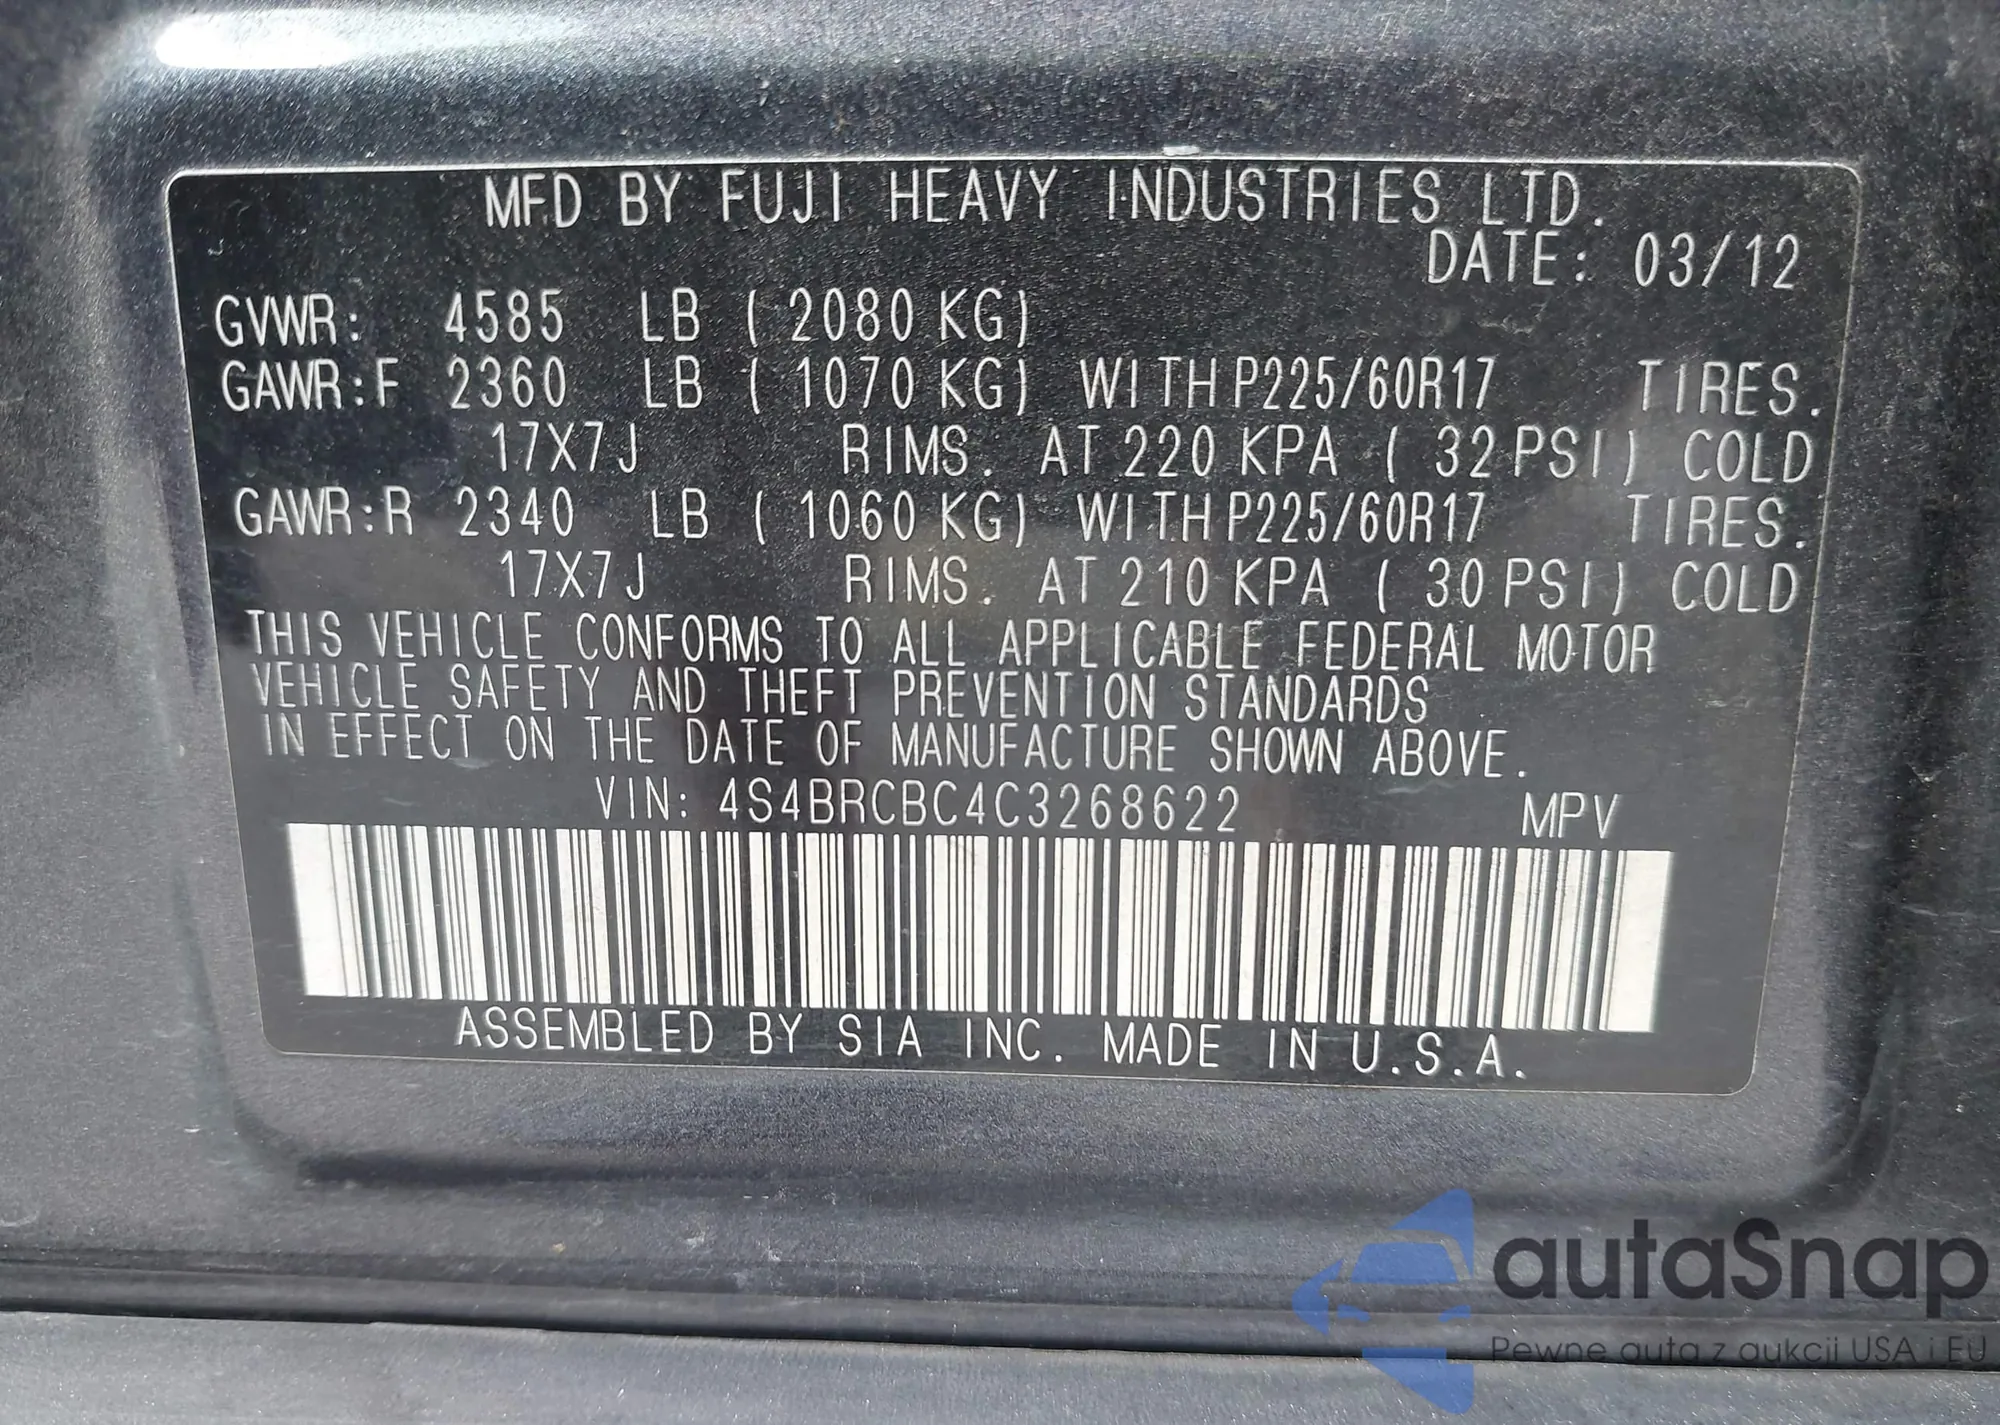 MFD BY FUJI HEAVY INDUSTRIES LTD.
DATE: 03/12
GVWR: 4585 LB ( 2080 KG)
GAWR:F 2360 LB ( 1070 KG) WITH P225/60R17 TIRES.
17X7J RIMS. AT 220 KPA ( 32 PSI) COLD
GAWR:R 2340 LB ( 1060 KG) WITH P225/60R17 TIRES.
17X7J RIMS. AT 210 KPA ( 30 PSI) COLD
THIS VEHICLE CONFORMS TO ALL APPLICABLE FEDERAL MOTOR
VEHICLE SAFETY AND THEFT PREVENTION STANDARDS
IN EFFECT ON THE DATE OF MANUFACTURE SHOWN ABOVE.
VIN: 4S4BRCBC4C3268622 MPV
ASSEMBLED BY SIA INC. MADE IN U.S.A.
autaSnap
Pewne auta z aukcji USA i EU